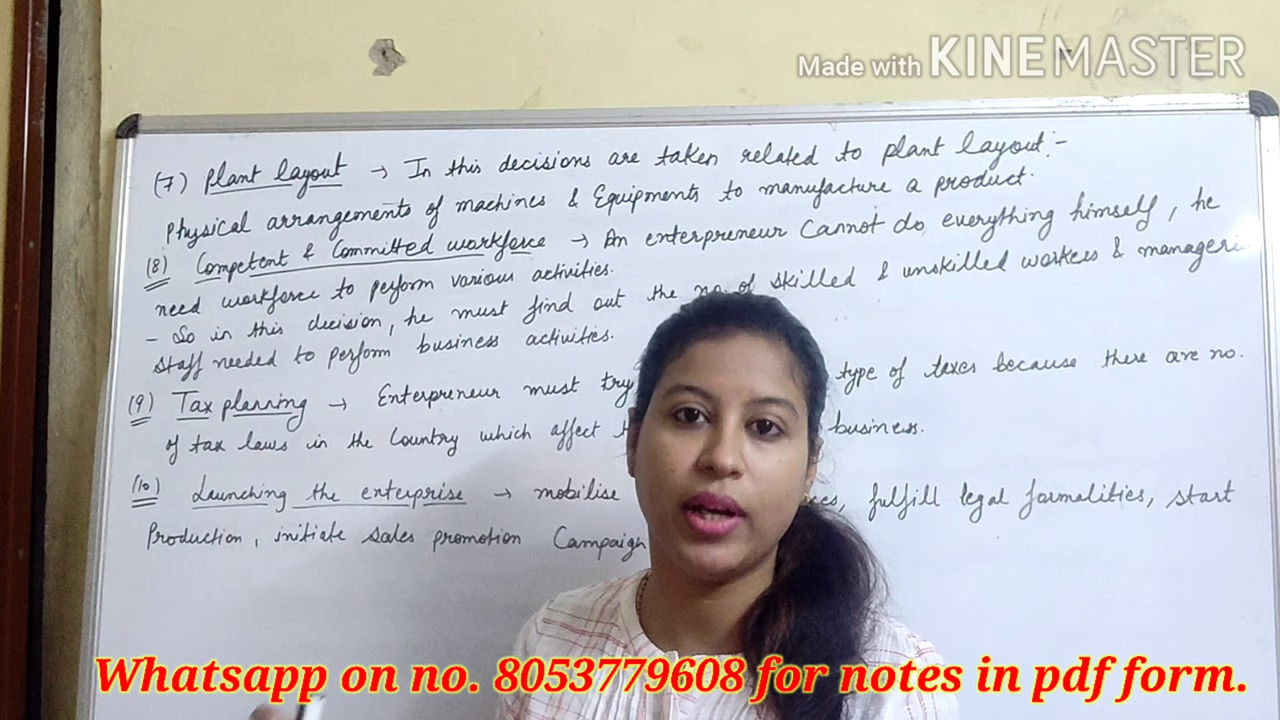 Made with KINEMASTER
(7) Plant layout → In this decisions are taken related to plant layout:-
Physical arrangements of machines & Equipments to manufacture a product.
(8) Competent & Committed workforce → An enterpreneur Cannot do everything himself, he
need workforce to perform various activities.
- So in this decision, he must find out the no. of skilled & unskilled workers & manageri
staff needed to perform business activities.
(9) Tax planning → Enterpreneur must try type of taxes because there are no.
of tax laws in the Country which affect business.
(10) Launching the enterprise → mobilise fulfill legal formalities, start
Production, initiate sales promotion Campaign
Whatsapp on no. 8053779608 for notes in pdf form.